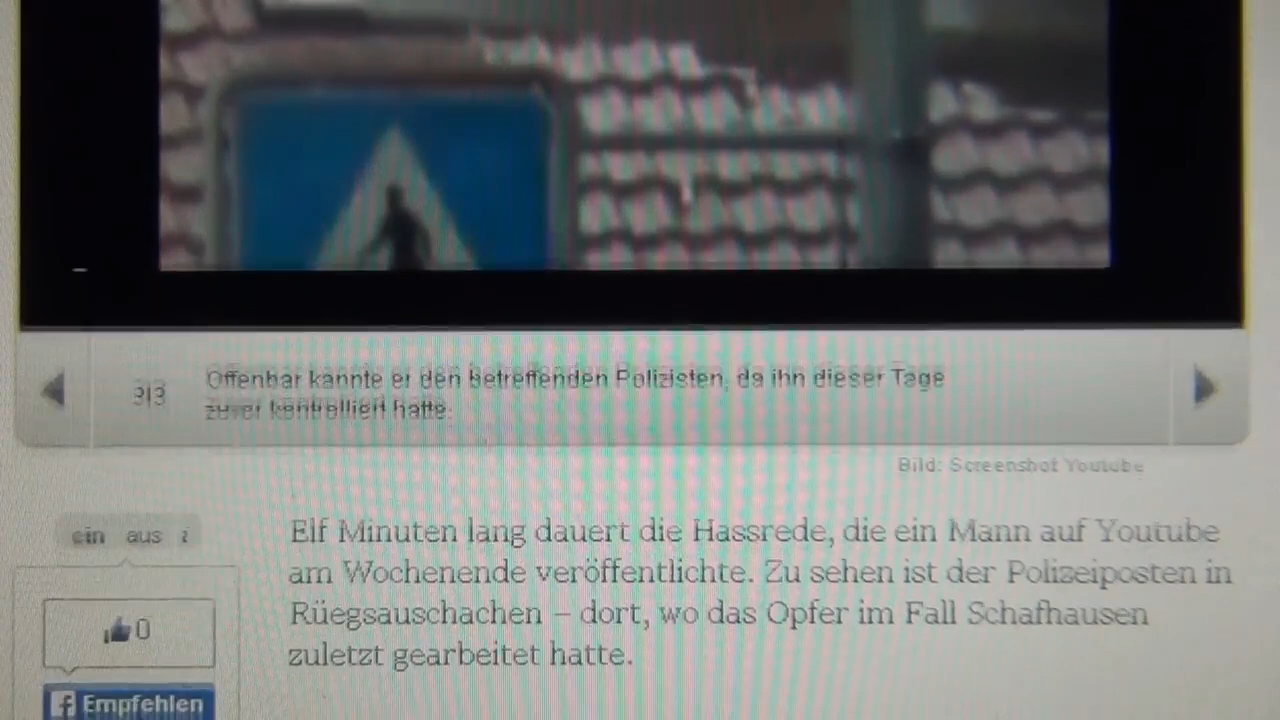 3|3
Offenbar kannte er den betreffenden Polizisten, da ihn dieser Tage
zuvor kontrolliert hatte.
Bild: Screenshot Youtube
ein aus i
Elf Minuten lang dauert die Hassrede, die ein Mann auf Youtube
am Wochenende veröffentlichte. Zu sehen ist der Polizeiposten in
Rüegsauschachen – dort, wo das Opfer im Fall Schafhausen
zuletzt gearbeitet hatte.
0
Empfehlen